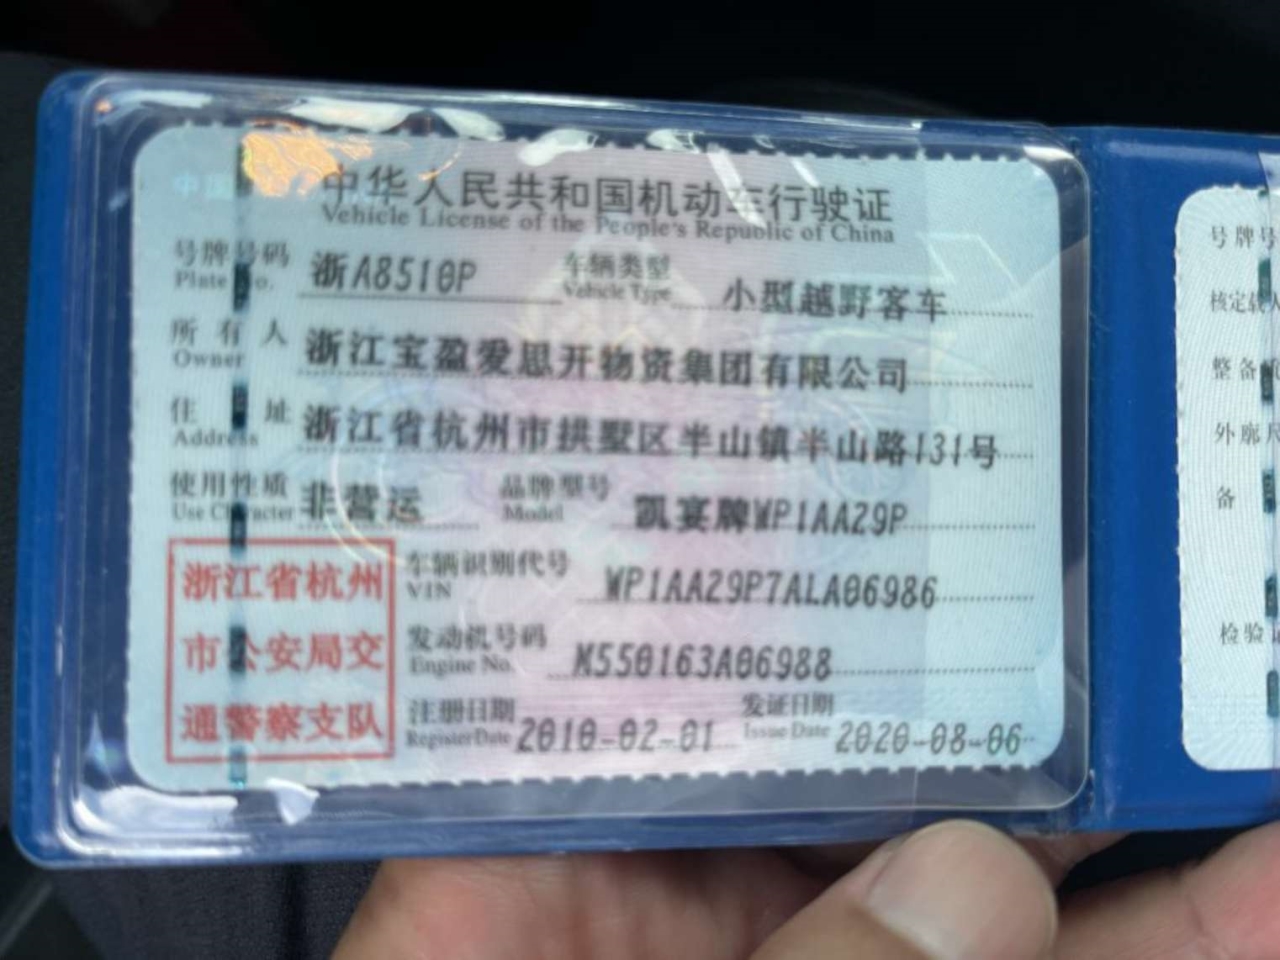 中华人民共和国机动车行驶证
Vehicle License of the People's Republic of China
号牌号码 浙A8510P 车辆类型 小型越野客车
Plate No. Vehicle Type
所有人 浙江宝盈爱思开物资集团有限公司
Owner
住址 浙江省杭州市拱墅区半山镇半山路131号
Address
使用性质 非营运 品牌型号 凯宴牌WP1AA29P
Use Character Model
车辆识别代号 WP1AA29P7ALA06986
VIN
发动机号码 M550163A06988
Engine No.
注册日期 2010-02-01 发证日期 2020-08-06
Register Date Issue Date
浙江省杭州
市公安局交
通警察支队
号牌号
核定载人
整备
外廓尺
备
检验